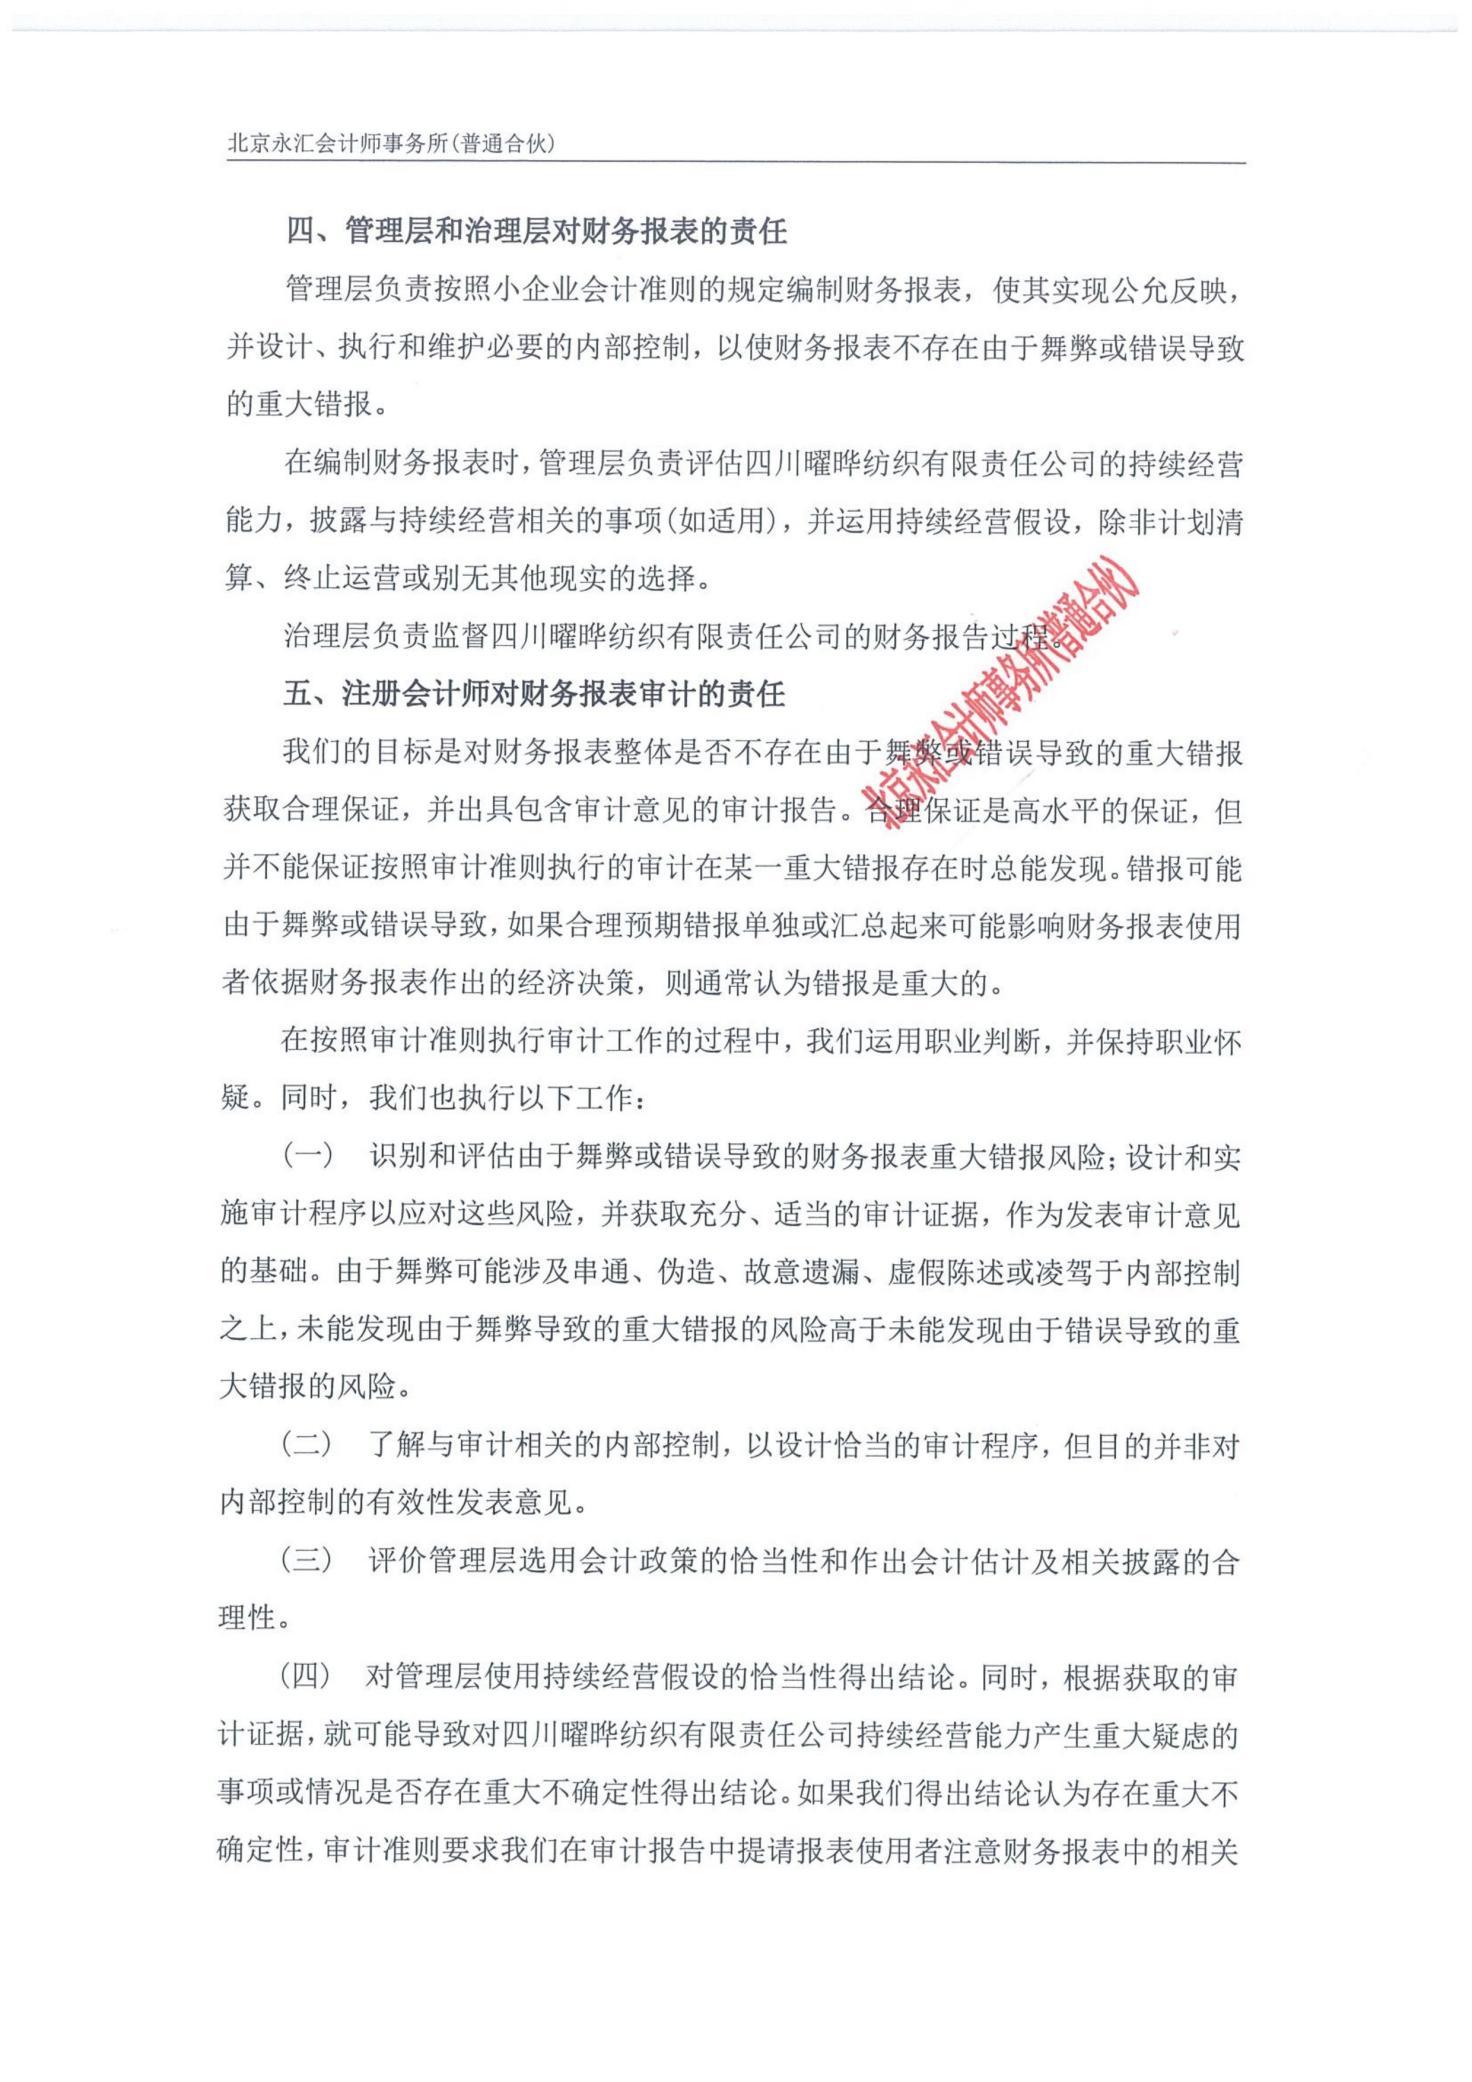 北京永汇会计师事务所(普通合伙)
四、管理层和治理层对财务报表的责任
管理层负责按照小企业会计准则的规定编制财务报表，使其实现公允反映，
并设计、执行和维护必要的内部控制，以使财务报表不存在由于舞弊或错误导致
的重大错报。
在编制财务报表时，管理层负责评估四川曜晔纺织有限责任公司的持续经营
能力，披露与持续经营相关的事项(如适用)，并运用持续经营假设，除非计划清
算、终止运营或别无其他现实的选择。
治理层负责监督四川曜晔纺织有限责任公司的财务报告过程。
北京永汇会计师事务所(普通合伙)
五、注册会计师对财务报表审计的责任
我们的目标是对财务报表整体是否不存在由于舞弊或错误导致的重大错报
获取合理保证，并出具包含审计意见的审计报告。合理保证是高水平的保证，但
并不能保证按照审计准则执行的审计在某一重大错报存在时总能发现。错报可能
由于舞弊或错误导致，如果合理预期错报单独或汇总起来可能影响财务报表使用
者依据财务报表作出的经济决策，则通常认为错报是重大的。
在按照审计准则执行审计工作的过程中，我们运用职业判断，并保持职业怀
疑。同时，我们也执行以下工作：
(一) 识别和评估由于舞弊或错误导致的财务报表重大错报风险；设计和实
施审计程序以应对这些风险，并获取充分、适当的审计证据，作为发表审计意见
的基础。由于舞弊可能涉及串通、伪造、故意遗漏、虚假陈述或凌驾于内部控制
之上，未能发现由于舞弊导致的重大错报的风险高于未能发现由于错误导致的重
大错报的风险。
(二) 了解与审计相关的内部控制，以设计恰当的审计程序，但目的并非对
内部控制的有效性发表意见。
(三) 评价管理层选用会计政策的恰当性和作出会计估计及相关披露的合
理性。
(四) 对管理层使用持续经营假设的恰当性得出结论。同时，根据获取的审
计证据，就可能导致对四川曜晔纺织有限责任公司持续经营能力产生重大疑虑的
事项或情况是否存在重大不确定性得出结论。如果我们得出结论认为存在重大不
确定性，审计准则要求我们在审计报告中提请报表使用者注意财务报表中的相关